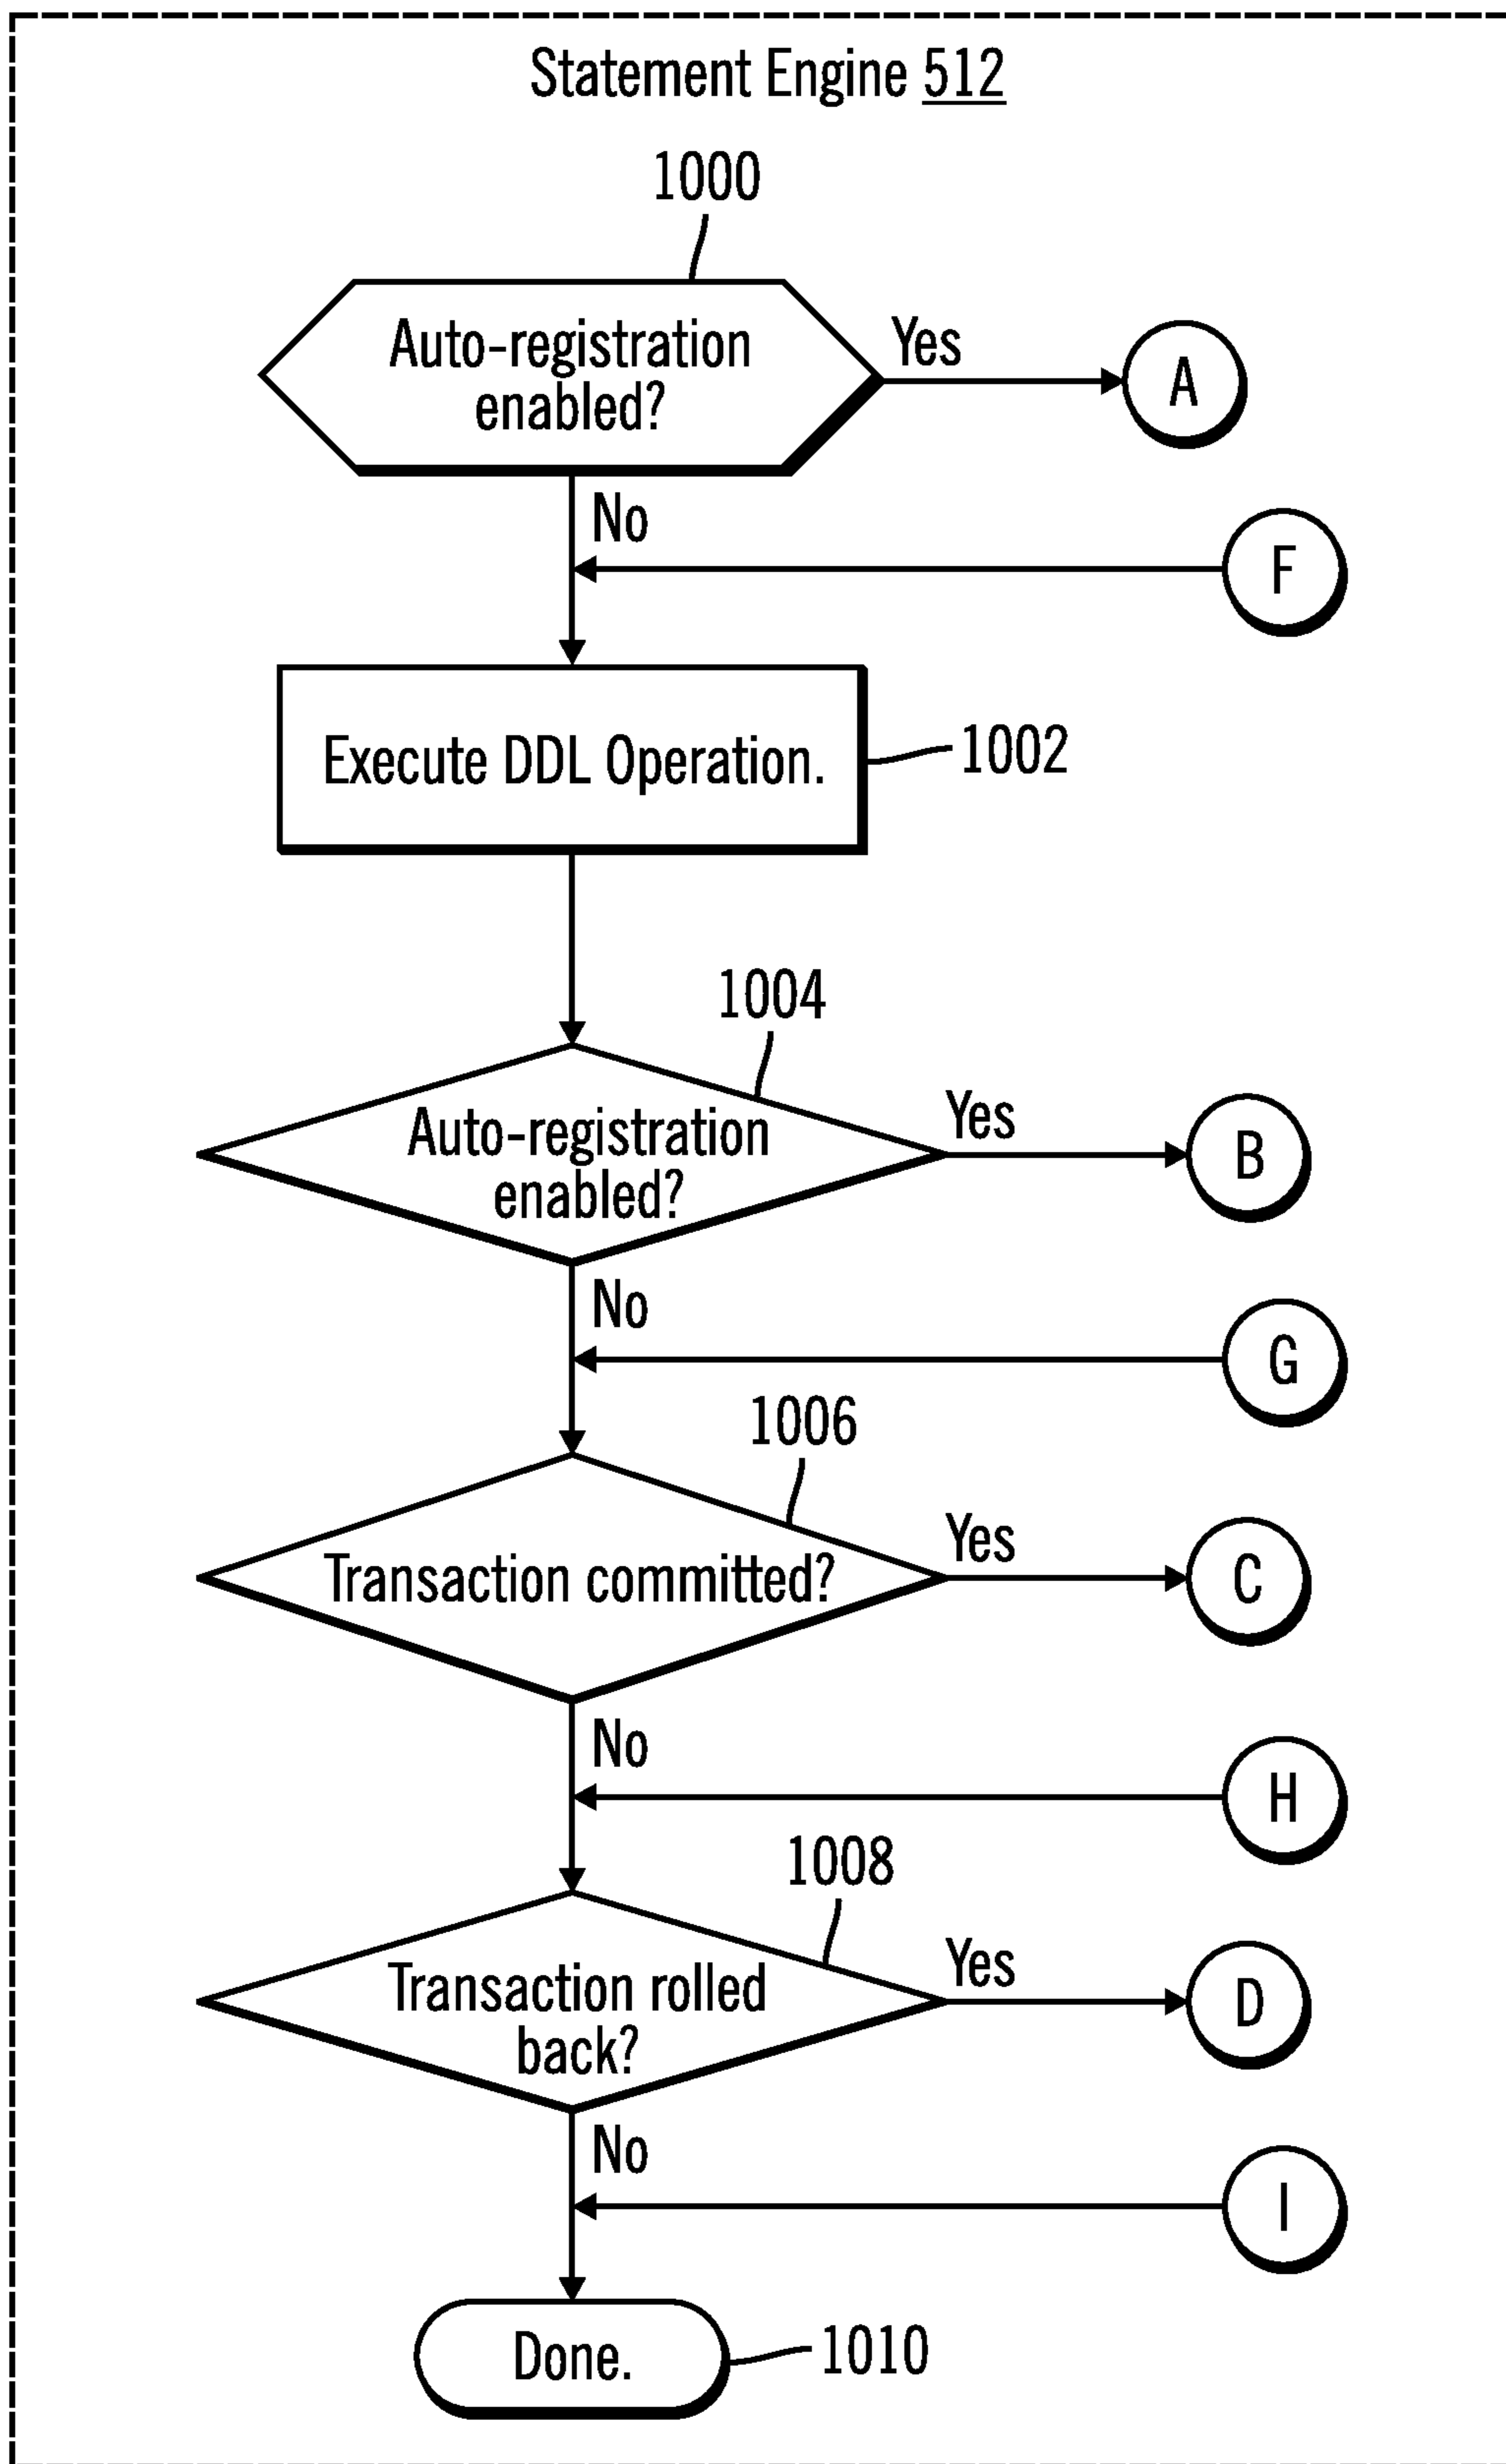 Statement Engine 512
1000
Auto-registration
enabled?
Yes
A
No
F
Execute DDL Operation.
1002
1004
Auto-registration
enabled?
Yes
B
No
G
1006
Transaction committed?
Yes
C
No
H
1008
Transaction rolled
back?
Yes
D
No
I
Done.
1010